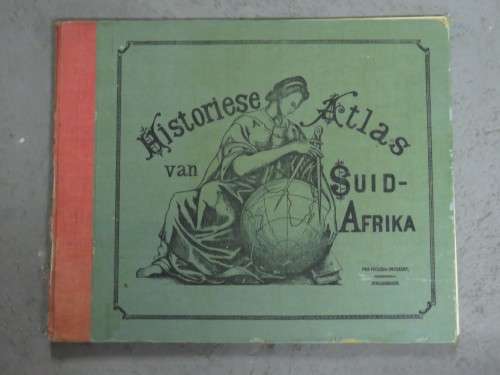 Historiese Atlas
van Suid-
Afrika